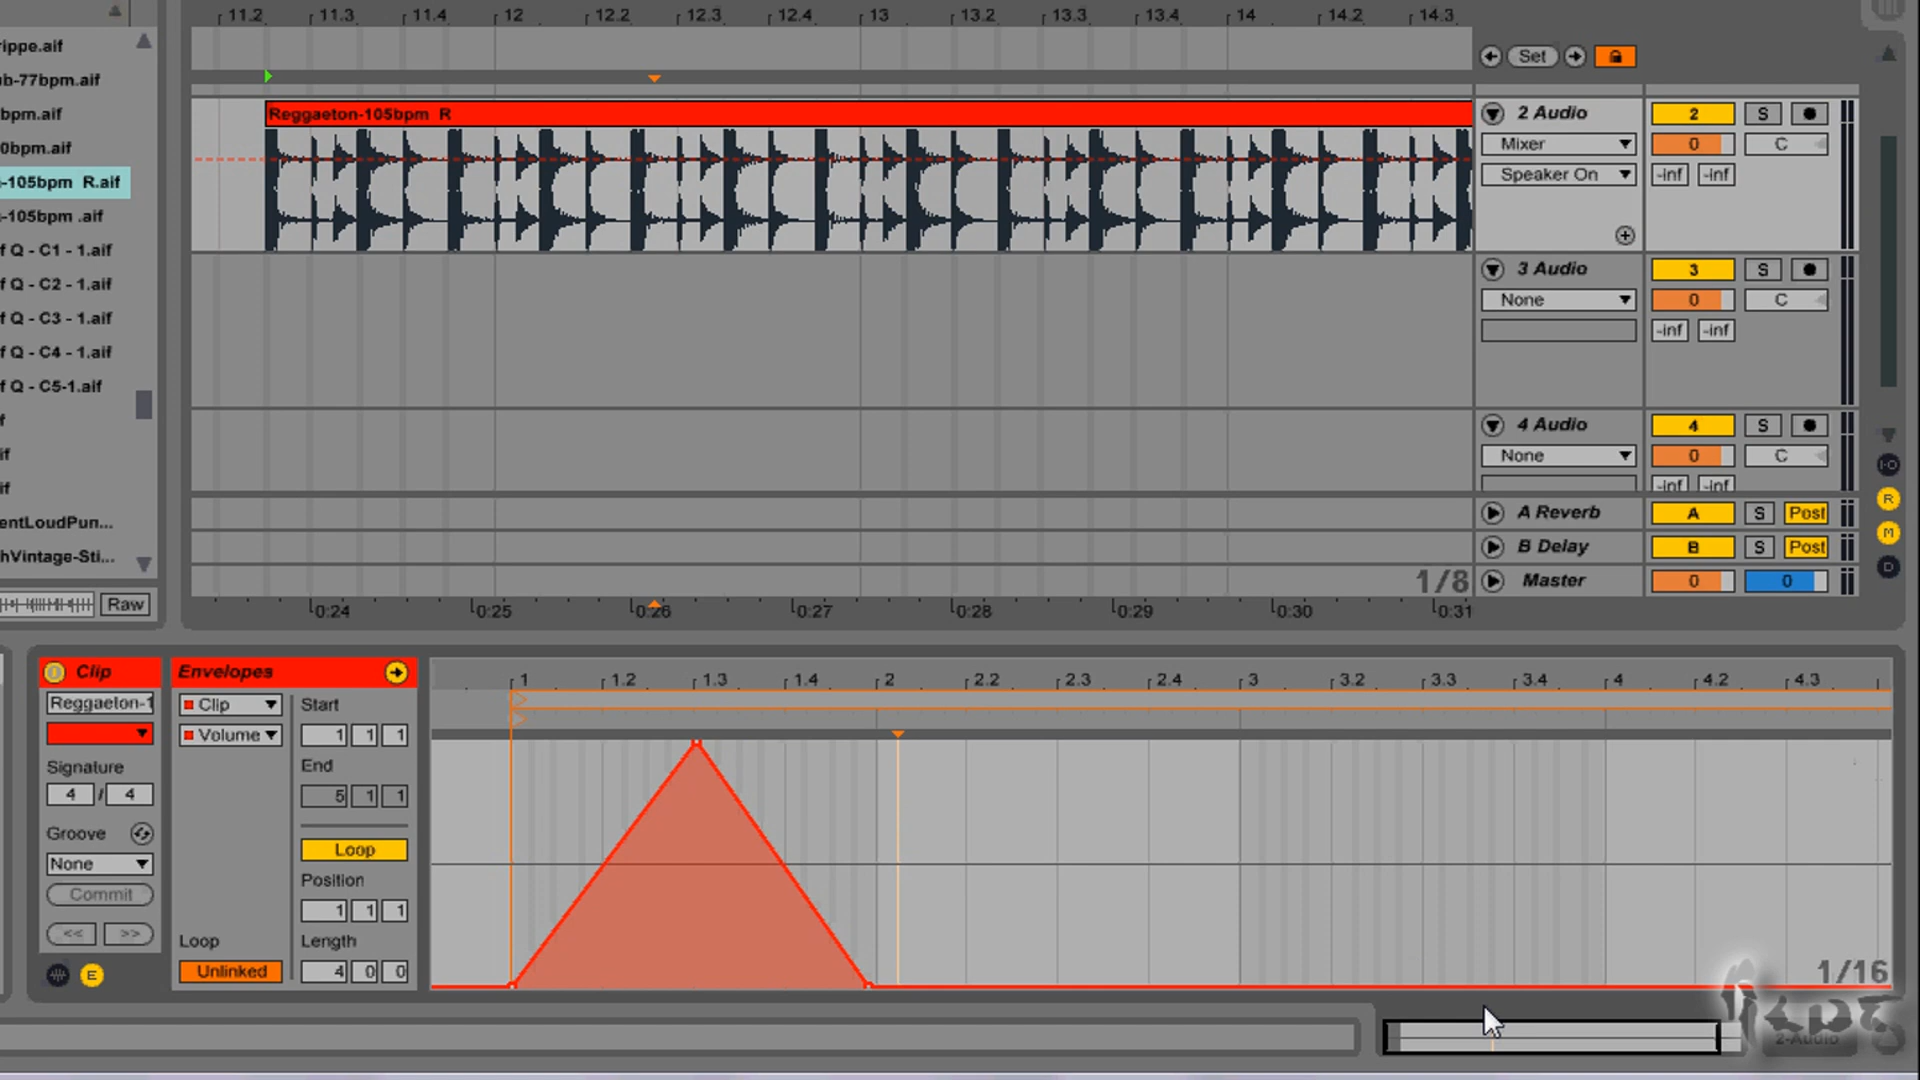 11.2 11.3 11.4 12 12.2 12.3 12.4 13 13.2 13.3 13.4 14 14.2 14.3
Set
rippe.aif
ub-77bpm.aif
bpm.aif
0bpm.aif
-105bpm R.aif
-105bpm .aif
f Q - C1 - 1.aif
f Q - C2 - 1.aif
f Q - C3 - 1.aif
f Q - C4 - 1.aif
f Q - C5-1.aif
f
if
if
entLoudPun...
hVintage-Sti...
Raw
Reggaeton-105bpm R
2 Audio 2 S
Mixer 0 C
Speaker On -inf -inf
3 Audio 3 S
None 0 C
-inf -inf
4 Audio 4 S
None 0 C
-inf -inf
I-O
R
M
D
A Reverb A S Post
B Delay B S Post
1/8 Master 0 0
0:24 0:25 0:26 0:27 0:28 0:29 0:30 0:31
Clip
Reggaeton-1
Signature
4 / 4
Groove
None
Commit
<< >>
E
Envelopes
Clip
Volume
Loop
Unlinked
Start
1 1 1
End
5 1 1
Loop
Position
1 1 1
Length
4 0 0
1 1.2 1.3 1.4 2 2.2 2.3 2.4 3 3.2 3.3 3.4 4 4.2 4.3
1/16
2-Audio